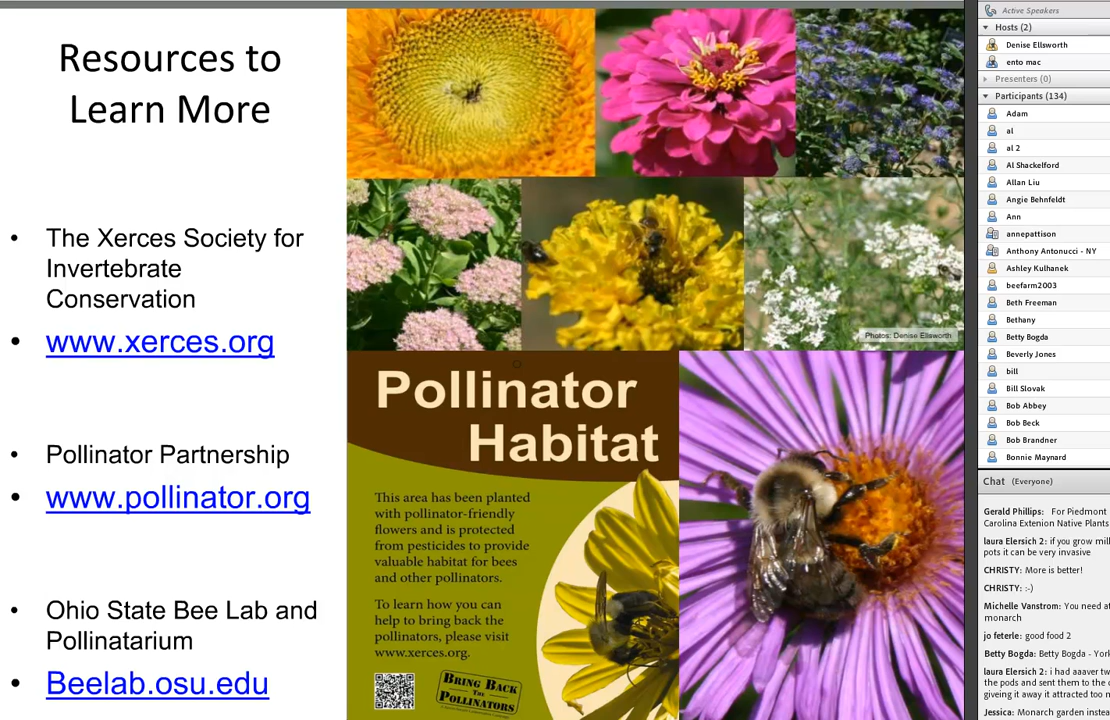 Resources to
Learn More
• The Xerces Society for
Invertebrate
Conservation
• www.xerces.org
• Pollinator Partnership
• www.pollinator.org
• Ohio State Bee Lab and
Pollinatarium
• Beelab.osu.edu
Photos: Denise Ellsworth
Pollinator
Habitat
This area has been planted
with pollinator-friendly
flowers and is protected
from pesticides to provide
valuable habitat for bees
and other pollinators.
To learn how you can
help to bring back the
pollinators, please visit
www.xerces.org.
BRING BACK
THE
POLLINATORS
Active Speakers
Hosts (2)
Denise Ellsworth
ento mac
Presenters (0)
Participants (134)
Adam
al
al 2
Al Shackelford
Allan Liu
Angie Behnfeldt
Ann
annepattison
Anthony Antonucci - NY
Ashley Kulhanek
beefarm2003
Beth Freeman
Bethany
Betty Bogda
Beverly Jones
bill
Bill Slovak
Bob Abbey
Bob Beck
Bob Brandner
Bonnie Maynard
Chat (Everyone)
Gerald Phillips: For Piedmont
Carolina Extenion Native Plants
laura Elersich 2: if you grow mil
pots it can be very invasive
CHRISTY: More is better!
CHRISTY: :-)
Michelle Vanstrom: You need at
monarch
jo feterle: good food 2
Betty Bogda: Betty Bogda - York
laura Elersich 2: i had aaaver tw
the pods and sent them to the
giveing it away it attracted too
Jessica: Monarch garden instea